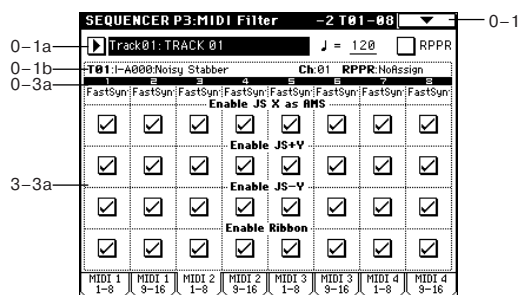 SEQUENCER P3:MIDI Filter -2 T01-08
0-1
0-1a
Track01: TRACK 01
♩ = 120
RPPR
0-1b
T01:I-A000:Noisy Stabber Ch:01 RPPR:NoAssign
0-3a
1 2 3 4 5 6 7 8
FastSyn FastSyn FastSyn FastSyn FastSyn FastSyn FastSyn FastSyn
Enable JS X as AMS
Enable JS+Y
3-3a
Enable JS-Y
Enable Ribbon
MIDI 1 1-8 MIDI 1 9-16 MIDI 2 1-8 MIDI 2 9-16 MIDI 3 1-8 MIDI 3 9-16 MIDI 4 1-8 MIDI 4 9-16